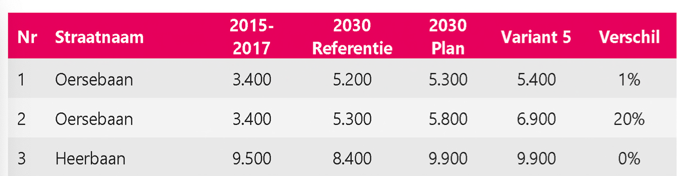 Nr Straatnaam 2015-2017 2030 Referentie 2030 Plan Variant 5 Verschil
1 Oersebaan 3.400 5.200 5.300 5.400 1%
2 Oersebaan 3.400 5.300 5.800 6.900 20%
3 Heerbaan 9.500 8.400 9.900 9.900 0%